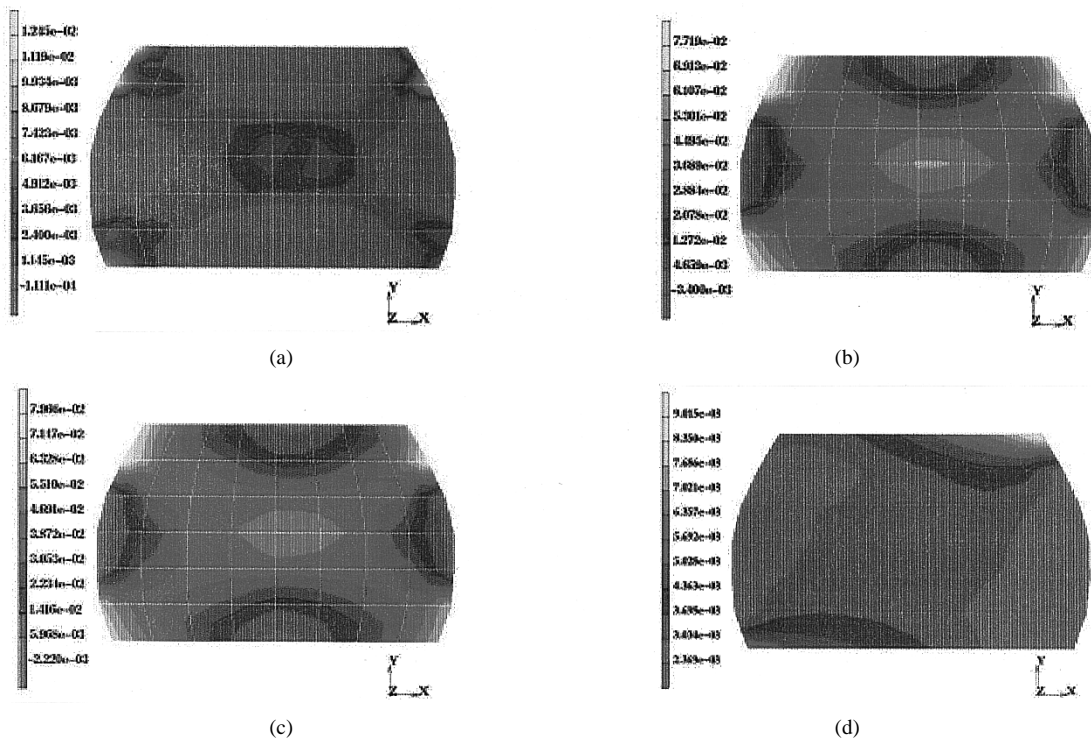 1.119e-02
9.934e-03
8.679e-03
7.423e-03
6.167e-03
4.912e-03
3.656e-03
2.400e-03
1.145e-03
-1.111e-04
Y
Z X
(a)
7.719e-02
6.913e-02
6.107e-02
5.301e-02
4.495e-02
3.689e-02
2.884e-02
2.078e-02
1.272e-02
4.659e-03
-3.400e-03
Y
Z X
(b)
7.966e-02
7.147e-02
6.328e-02
5.510e-02
4.691e-02
3.872e-02
3.053e-02
2.234e-02
1.416e-02
5.968e-03
-2.220e-03
Y
Z X
(c)
9.015e-03
8.350e-03
7.686e-03
7.021e-03
6.357e-03
5.692e-03
5.028e-03
4.363e-03
3.698e-03
3.034e-03
2.369e-03
Y
Z X
(d)